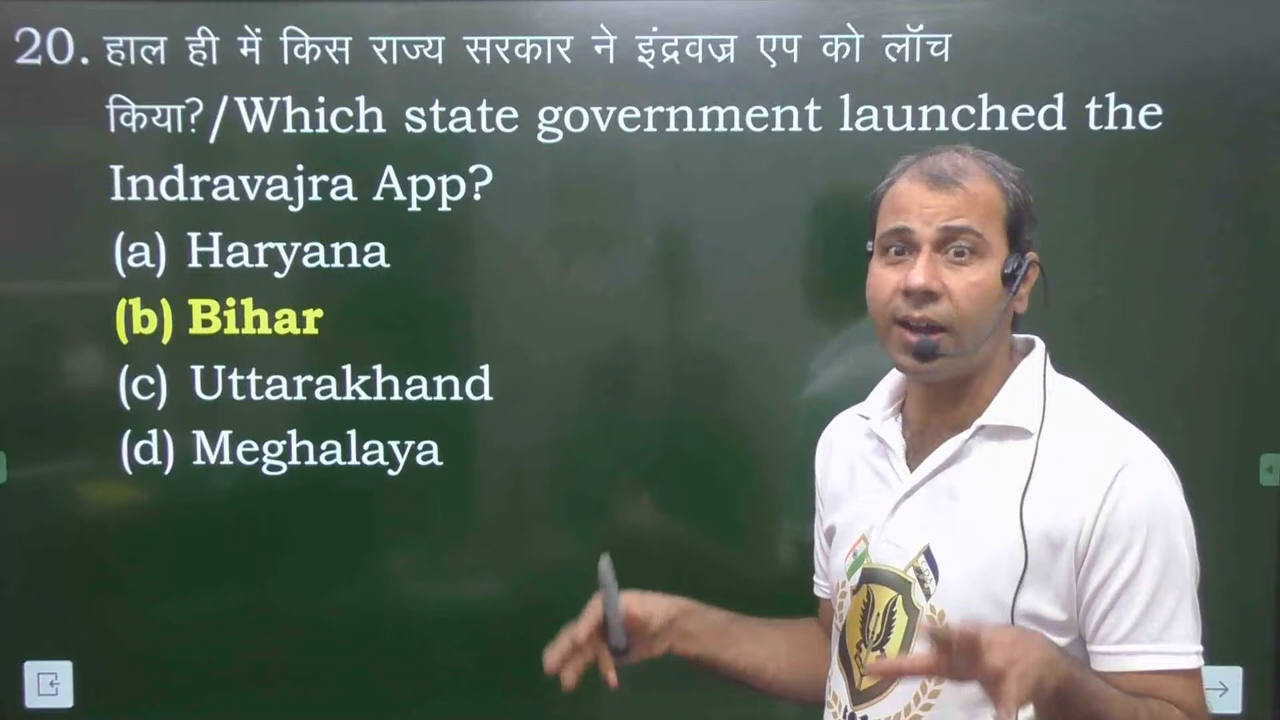 20. हाल ही में किस राज्य सरकार ने इंद्रवज्र एप को लॉच
किया?/Which state government launched the
Indravajra App?
(a) Haryana
(b) Bihar
(c) Uttarakhand
(d) Meghalaya